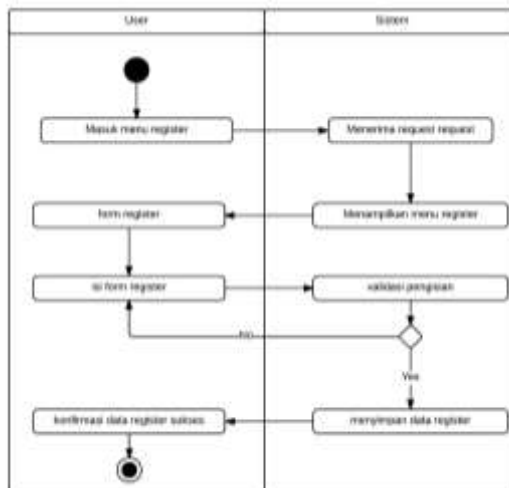 User
Sistem
Masuk menu register
Menerima request request
form register
Menampilkan menu register
isi form register
validasi pengisian
No
Yes
konfirmasi data register sukses
menyimpan data register